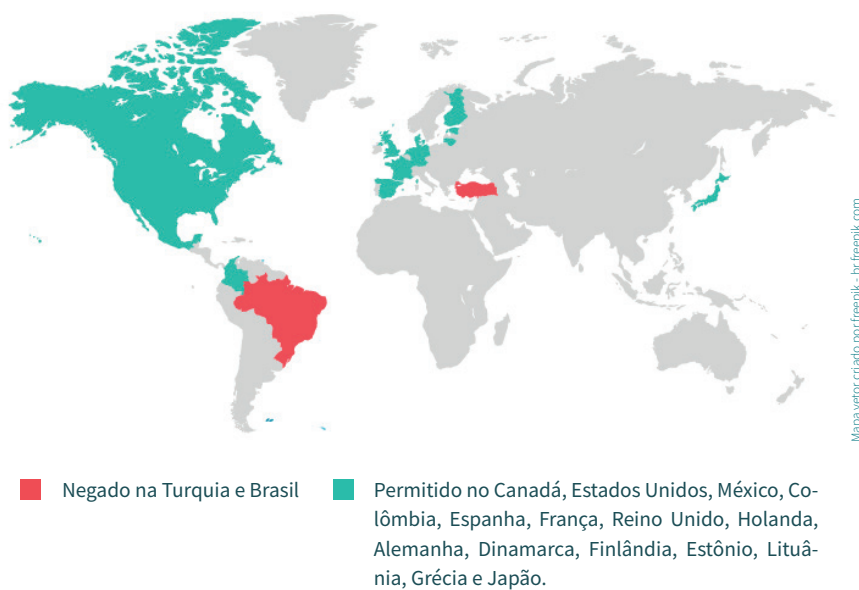 Mapa vetor criado por freepik - br.freepik.com
Negado na Turquia e Brasil
Permitido no Canadá, Estados Unidos, México, Co-
lômbia, Espanha, França, Reino Unido, Holanda,
Alemanha, Dinamarca, Finlândia, Estônio, Lituâ-
nia, Grécia e Japão.